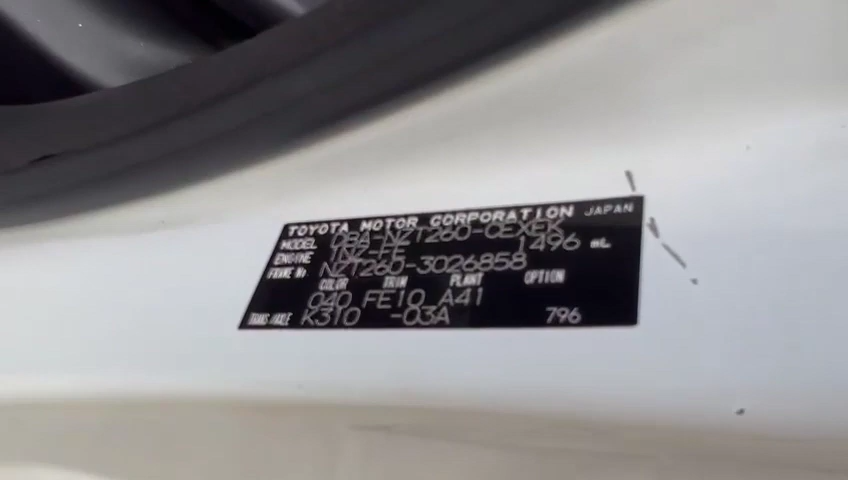 TOYOTA MOTOR CORPORATION JAPAN
MODEL DBA-NZT260-CEXEK
ENGINE 1NZ-FE 1496 mL
FRAME No. NZT260-3026858
COLOR TRIM PLANT OPTION
040 FE10 A41
TRANS/AXLE K310 -03A 796